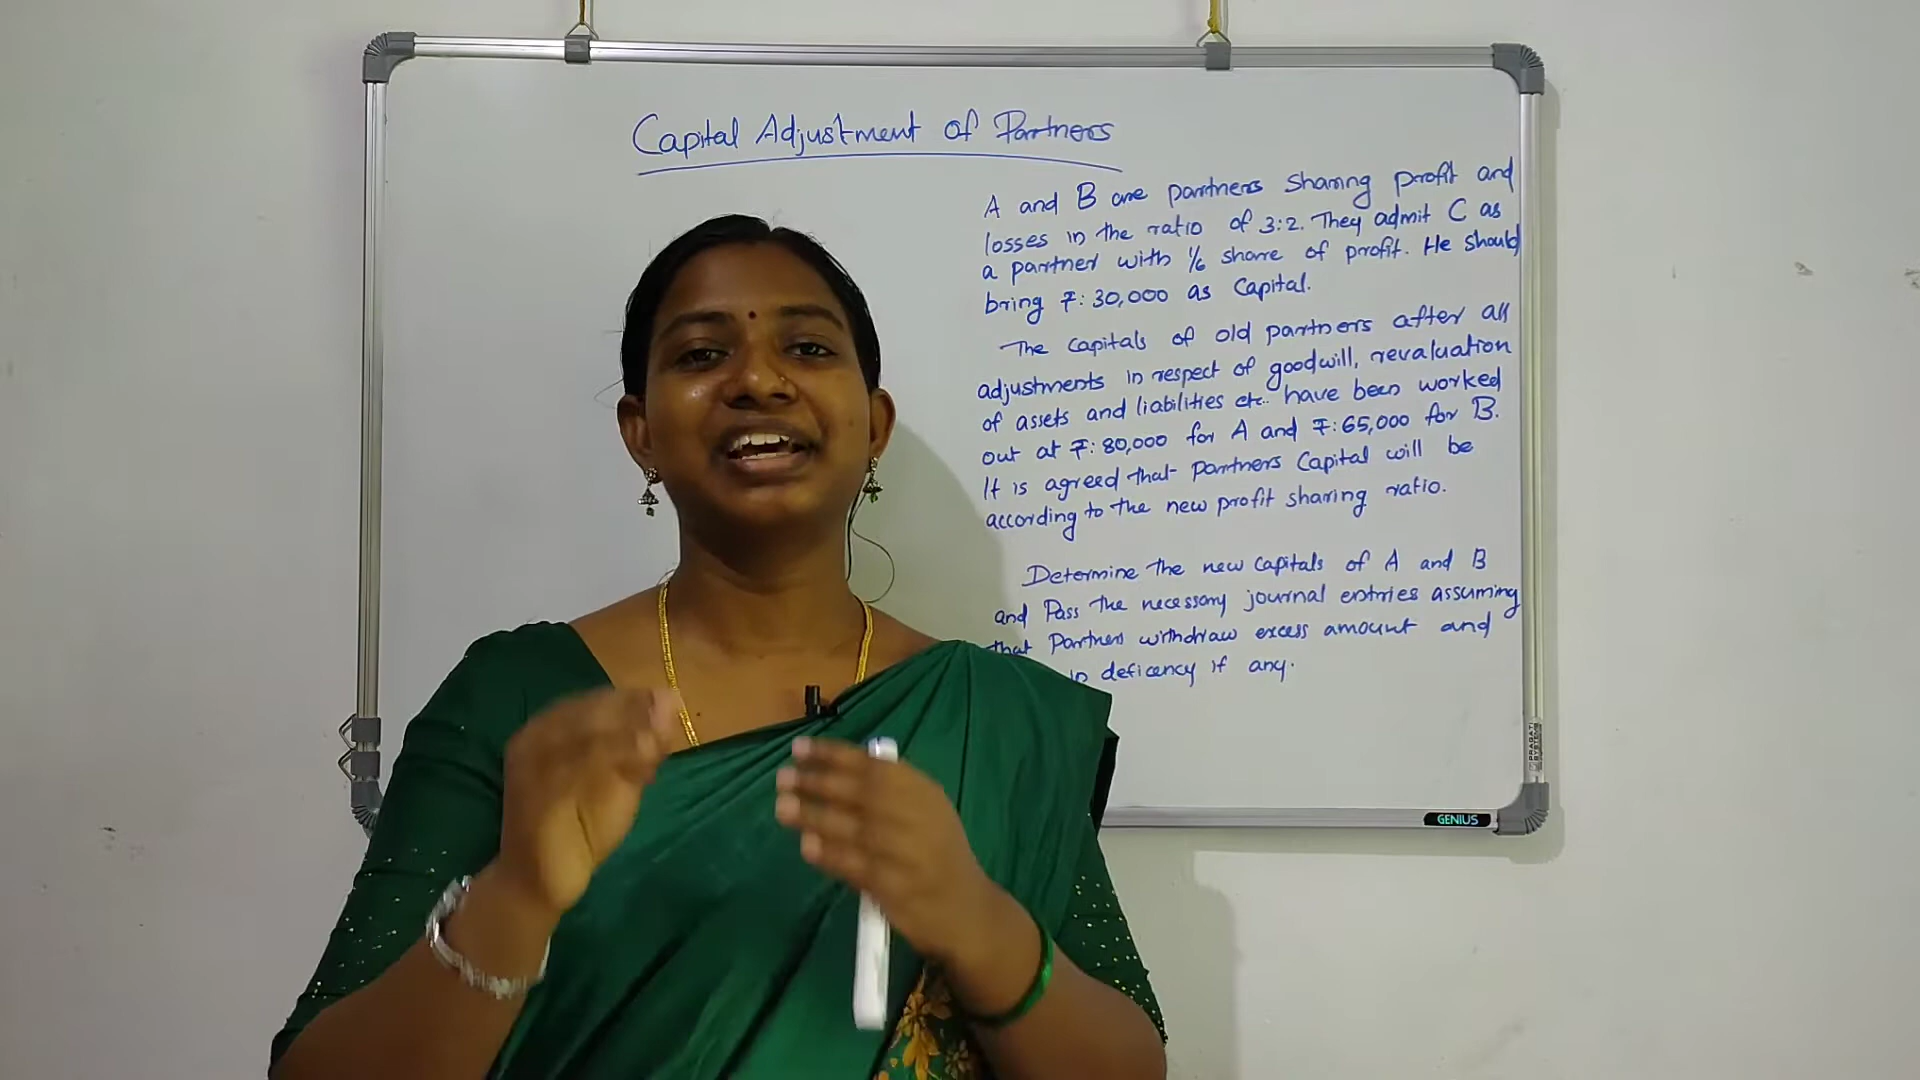 Capital Adjustment of Partners
A and B are partners sharing profit and
losses in the ratio of 3:2. They admit C as
a partner with 1/6 share of profit. He should
bring ₹: 30,000 as Capital.
The capitals of old partners after all
adjustments in respect of goodwill, revaluation
of assets and liabilities etc.. have been worked
out at ₹: 80,000 for A and ₹: 65,000 for B.
It is agreed that partners Capital will be
according to the new profit sharing ratio.
Determine the new capitals of A and B
and Pass the necessary journal entries assuming
that Partners withdraw excess amount and
in deficency if any.
PRAGATI SYSTEMS
GENIUS